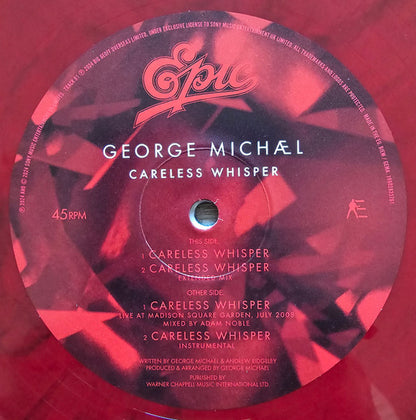 Epic
GEORGE MICHÆL
CARELESS WHISPER
45RPM
THIS SIDE:
1 CARELESS WHISPER
2 CARELESS WHISPER
EXTENDED MIX
OTHER SIDE:
1 CARELESS WHISPER
LIVE AT MADISON SQUARE GARDEN, JULY 2008
MIXED BY ADAM NOBLE
2 CARELESS WHISPER
INSTRUMENTAL
WRITTEN BY GEORGE MICHAEL & ANDREW RIDGELEY
PRODUCED & ARRANGED BY GEORGE MICHAEL
PUBLISHED BY
WARNER CHAPPELL MUSIC INTERNATIONAL LTD.